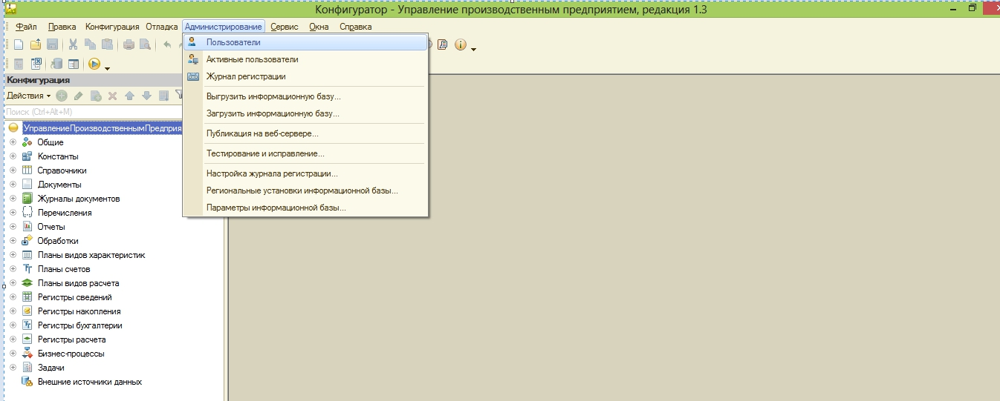 Конфигуратор - Управление производственным предприятием, редакция 1.3
Файл Правка Конфигурация Отладка Администрирование Сервис Окна Справка
Пользователи
Активные пользователи
Журнал регистрации
Выгрузить информационную базу...
Загрузить информационную базу...
Публикация на веб-сервере...
Тестирование и исправление...
Настройка журнала регистрации...
Региональные установки информационной базы...
Параметры информационной базы...
Конфигурация
Действия
Поиск (Ctrl+Alt+M)
УправлениеПроизводственнымПредприя
Общие
Константы
Справочники
Документы
Журналы документов
Перечисления
Отчеты
Обработки
Планы видов характеристик
Планы счетов
Планы видов расчета
Регистры сведений
Регистры накопления
Регистры бухгалтерии
Регистры расчета
Бизнес-процессы
Задачи
Внешние источники данных